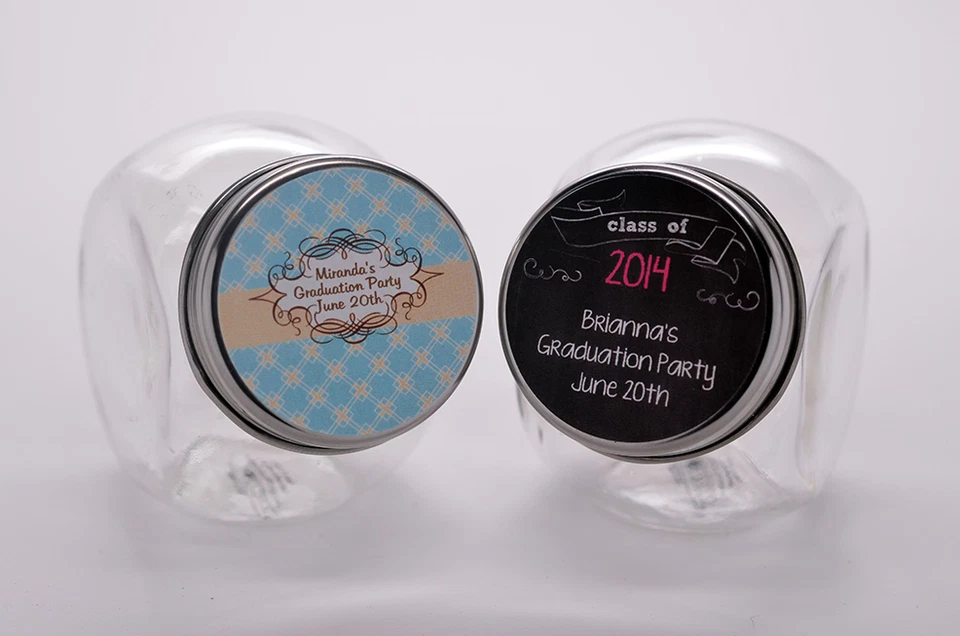 Miranda's
Graduation Party
June 20th
class of
2014
Brianna's
Graduation Party
June 20th